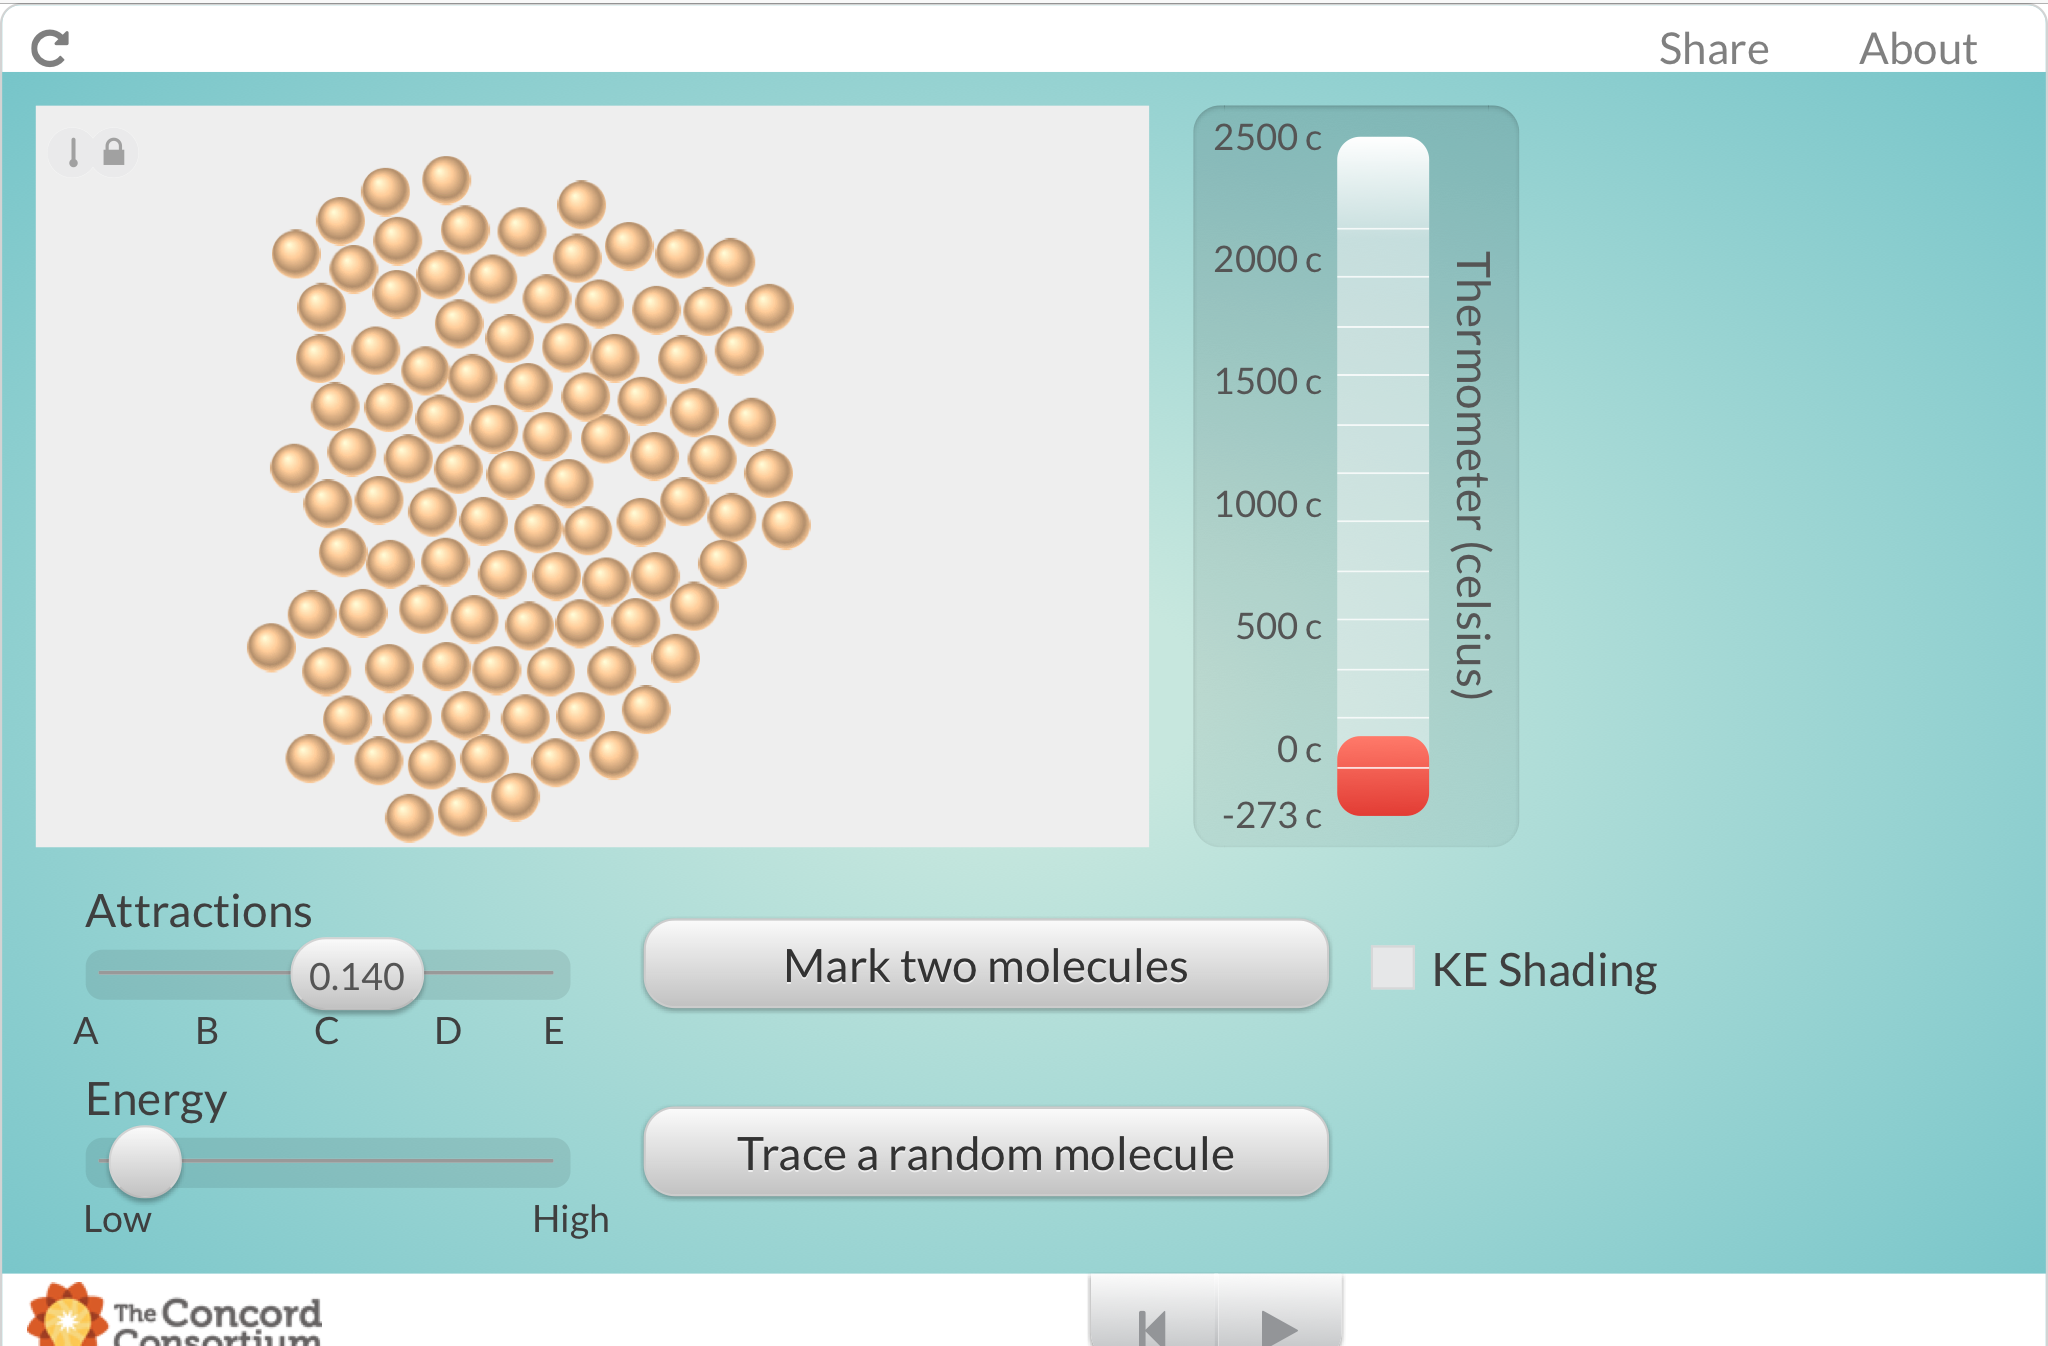 Share About
2500 c
2000 c
1500 c
1000 c
500 c
0 c
-273 c
Thermometer (celsius)
Attractions
0.140
A B C D E
Mark two molecules
KE Shading
Energy
Low High
Trace a random molecule
The Concord
Consortium